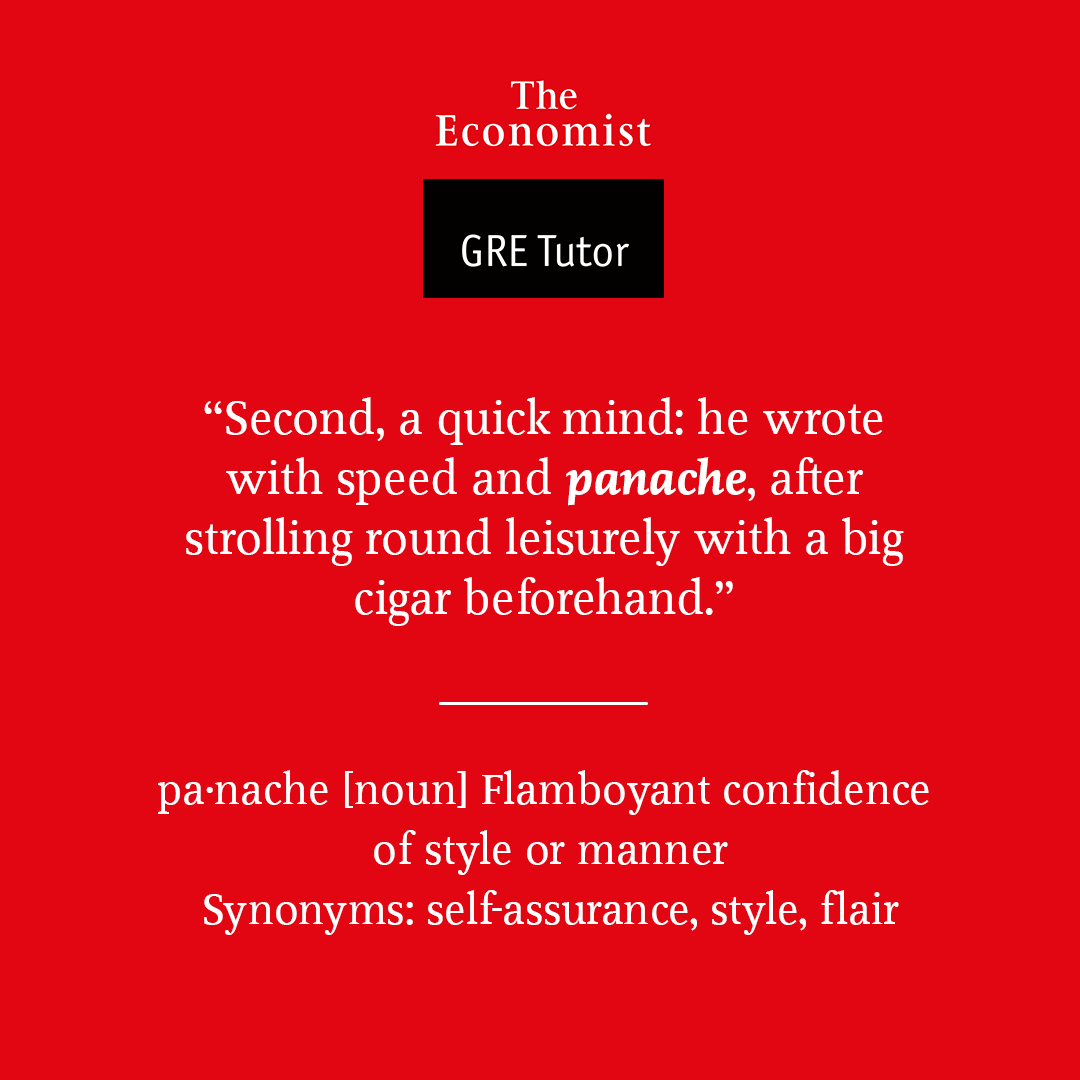 The
Economist
GRE Tutor
“Second, a quick mind: he wrote
with speed and panache, after
strolling round leisurely with a big
cigar beforehand.”
pa·nache [noun] Flamboyant confidence
of style or manner
Synonyms: self-assurance, style, flair